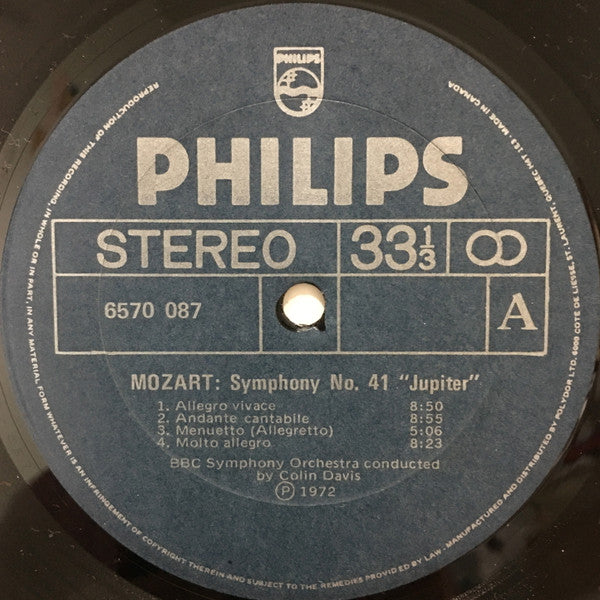 PHILIPS
PHILIPS
STEREO 33⅓
6570 087 A
MOZART: Symphony No. 41 "Jupiter"
1. Allegro vivace 8:50
2. Andante cantabile 8:55
3. Menuetto (Allegretto) 5:06
4. Molto allegro 8:23
BBC Symphony Orchestra conducted
by Colin Davis
Ⓟ 1972
REPRODUCTION OF THIS RECORDING, IN WHOLE OR IN PART, IN ANY MATERIAL FORM WHATEVER IS AN INFRINGEMENT OF COPYRIGHT THEREIN AND SUBJECT TO THE REMEDIES PROVIDED BY LAW - MANUFACTURED AND DISTRIBUTED BY POLYDOR LTD. 6000 COTE DE LIESSE, ST. LAURENT, QUEBEC H4T 1E3 MADE IN CANADA